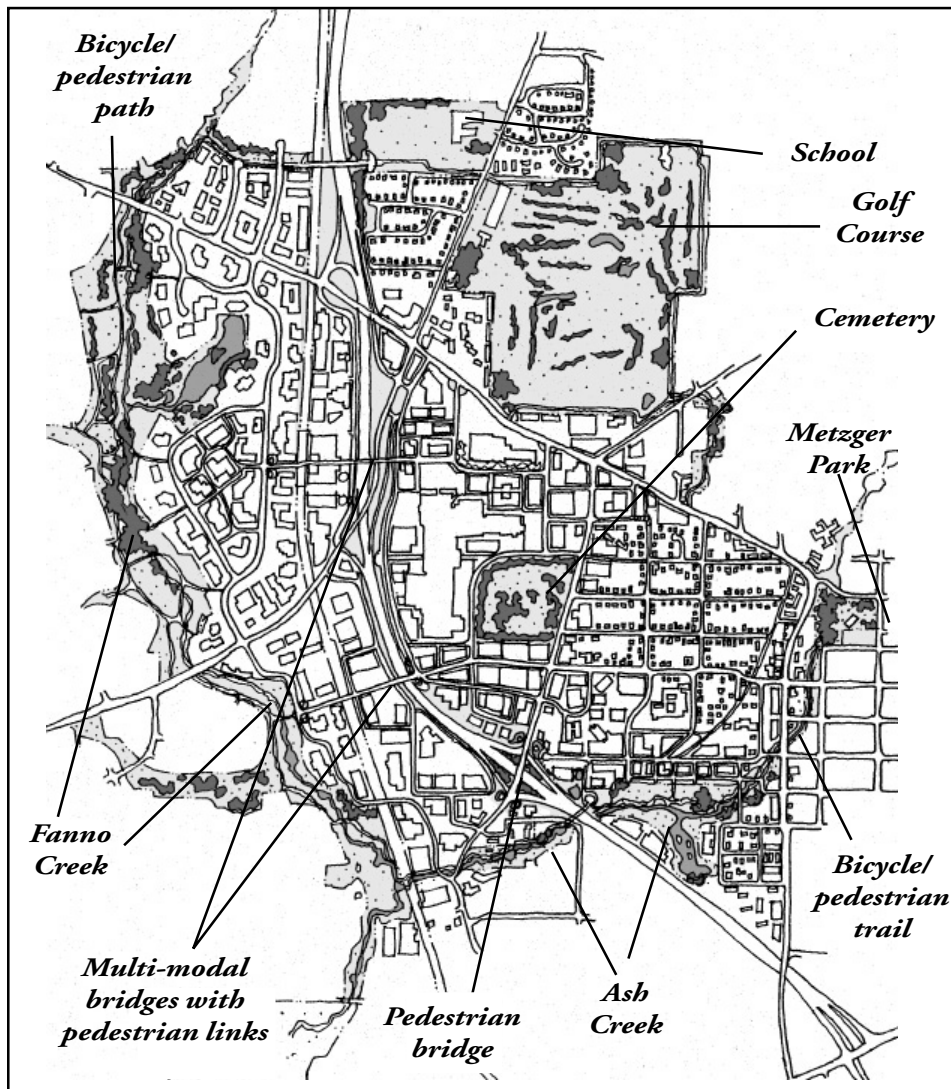 Bicycle/
pedestrian
path
School
Golf
Course
Cemetery
Metzger
Park
Fanno
Creek
Bicycle/
pedestrian
trail
Multi-modal
bridges with
pedestrian links
Pedestrian
bridge
Ash
Creek